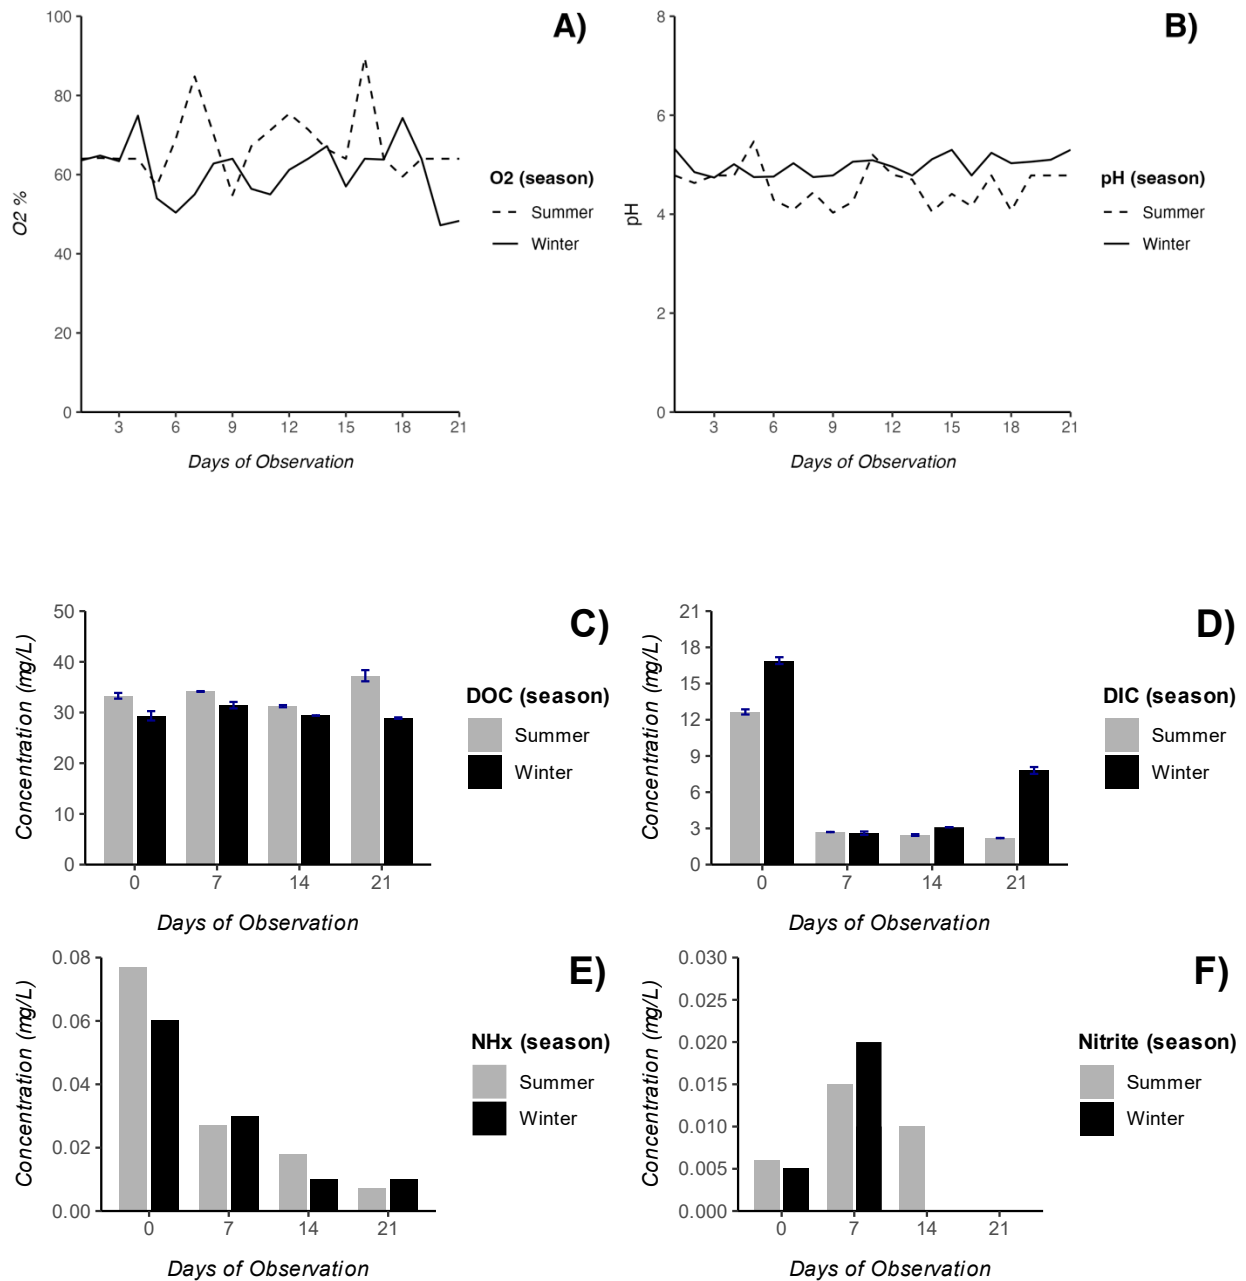 A)
100
80
60
40
20
0
O2 %
3 6 9 12 15 18 21
Days of Observation
O2 (season)
Summer
Winter
B)
8
6
4
2
0
pH
3 6 9 12 15 18 21
Days of Observation
pH (season)
Summer
Winter
C)
50
40
30
20
10
0
Concentration (mg/L)
0 7 14 21
Days of Observation
DOC (season)
Summer
Winter
D)
21
18
15
12
9
6
3
0
Concentration (mg/L)
0 7 14 21
Days of Observation
DIC (season)
Summer
Winter
E)
0.08
0.06
0.04
0.02
0.00
Concentration (mg/L)
0 7 14 21
Days of Observation
NHx (season)
Summer
Winter
F)
0.030
0.025
0.020
0.015
0.010
0.005
0.000
Concentration (mg/L)
0 7 14 21
Days of Observation
Nitrite (season)
Summer
Winter